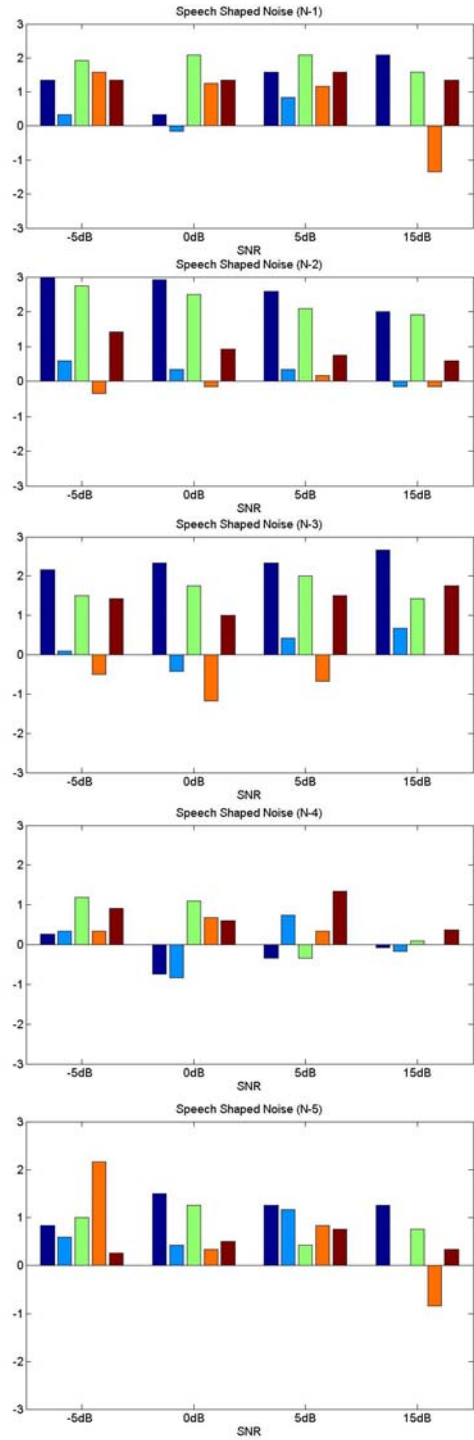 Speech Shaped Noise (N-1)
3
2
1
0
-1
-2
-3
-5dB 0dB 5dB 15dB
SNR
Speech Shaped Noise (N-2)
3
2
1
0
-1
-2
-3
-5dB 0dB 5dB 15dB
SNR
Speech Shaped Noise (N-3)
3
2
1
0
-1
-2
-3
-5dB 0dB 5dB 15dB
SNR
Speech Shaped Noise (N-4)
3
2
1
0
-1
-2
-3
-5dB 0dB 5dB 15dB
SNR
Speech Shaped Noise (N-5)
3
2
1
0
-1
-2
-3
-5dB 0dB 5dB 15dB
SNR